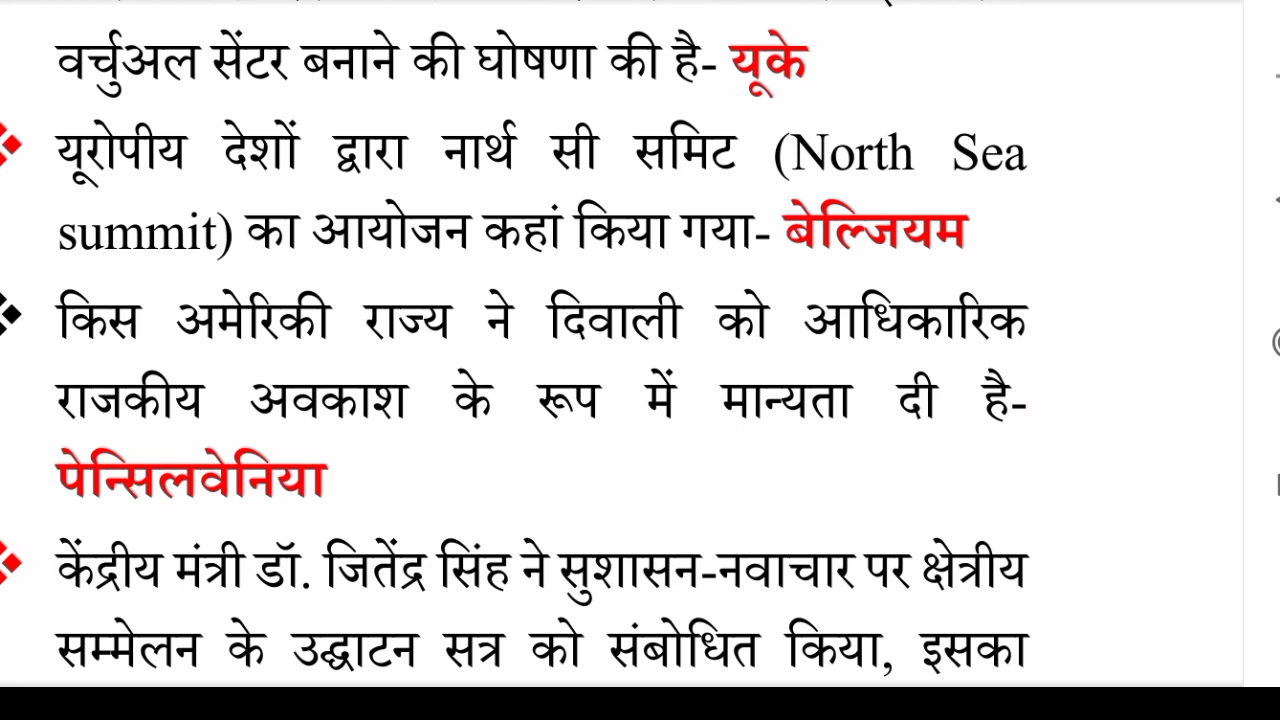 वर्चुअल सेंटर बनाने की घोषणा की है- यूके
यूरोपीय देशों द्वारा नार्थ सी समिट (North Sea
summit) का आयोजन कहां किया गया- बेल्जियम
किस अमेरिकी राज्य ने दिवाली को आधिकारिक
राजकीय अवकाश के रूप में मान्यता दी है-
पेन्सिलवेनिया
केंद्रीय मंत्री डॉ. जितेंद्र सिंह ने सुशासन-नवाचार पर क्षेत्रीय
सम्मेलन के उद्घाटन सत्र को संबोधित किया, इसका